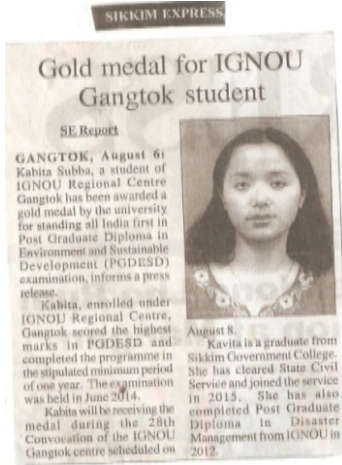 SIKKIM EXPRESS
Gold medal for IGNOU
Gangtok student
SE Report
GANGTOK, August 6:
Kabita Subba, a student of
IGNOU Regional Centre
Gangtok has been awarded a
gold medal by the university
for standing all India first in
Post Graduate Diploma in
Environment and Sustainable
Development (PGDESD)
examination, informs a press
release.
Kabita, enrolled under
IGNOU Regional Centre,
Gangtok scored the highest
marks in PGDESD and
completed the programme in
the stipulated minimum period
of one year. The examination
was held in June 2014.
Kabita will be receiving the
medal during the 28th
Convocation of the IGNOU
Gangtok centre scheduled on
August 8.
Kavita is a graduate from
Sikkim Government College.
She has cleared State Civil
Service and joined the service
in 2015. She has also
completed Post Graduate
Diploma in Disaster
Management from IGNOU in
2012.